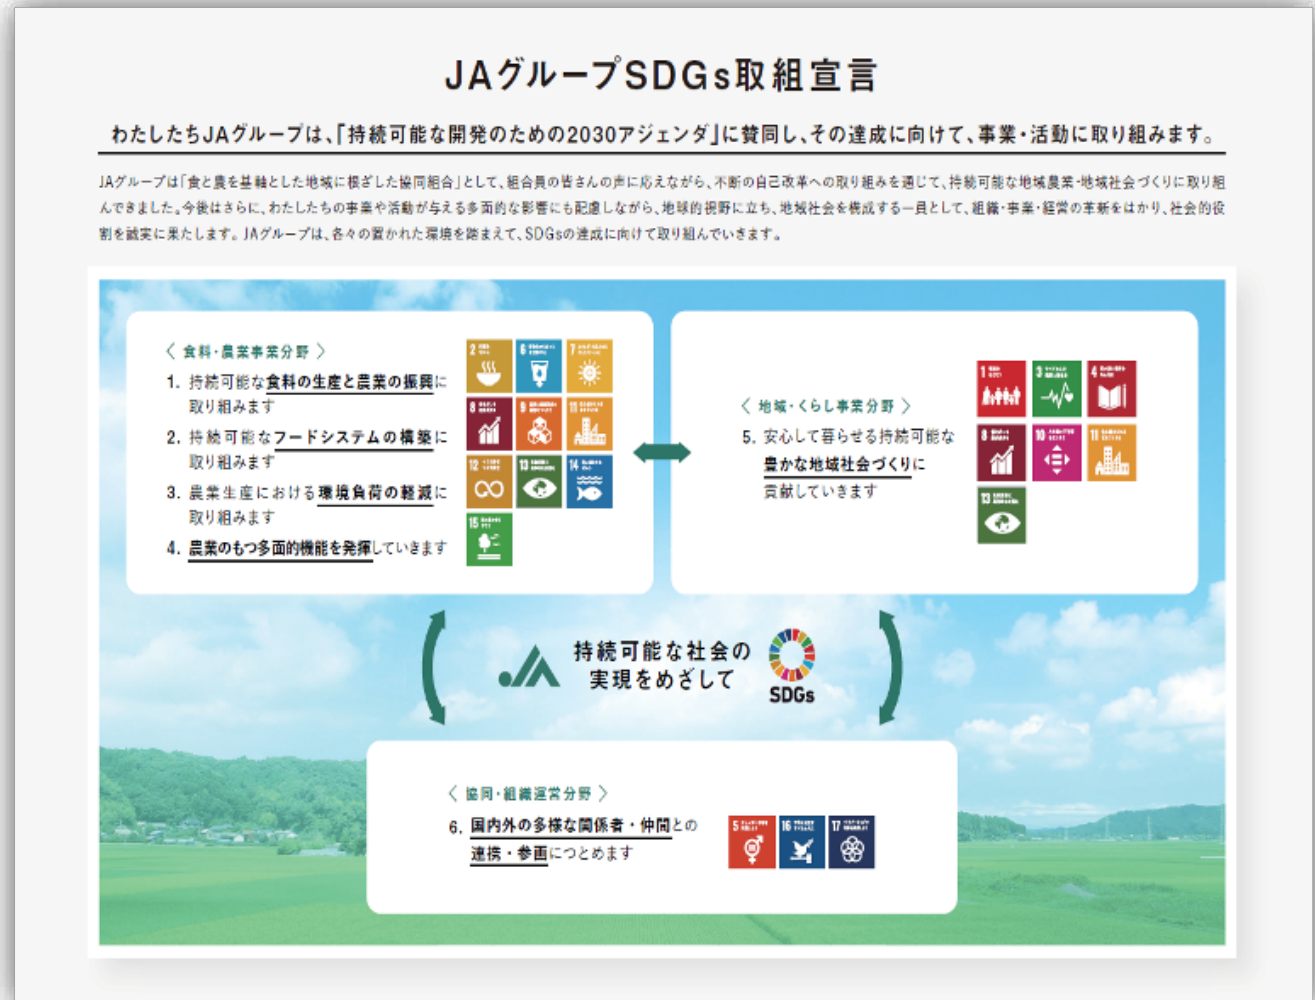 JAグループSDGs取組宣言
わたしたちJAグループは、「持続可能な開発のための2030アジェンダ」に賛同し、その達成に向けて、事業・活動に取り組みます。
JAグループは「食と農を基軸とした地域に根ざした協同組合」として、組合員の皆さんの声に応えながら、不断の自己改革への取り組みを通じて、持続可能な地域農業・地域社会づくりに取り組
んできました。今後はさらに、わたしたちの事業や活動が与える多面的な影響にも配慮しながら、地球的視野に立ち、地域社会を構成する一員として、組織・事業・経営の革新をはかり、社会的役
割を誠実に果たします。JAグループは、各々の置かれた環境を踏まえて、SDGsの達成に向けて取り組んでいきます。
〈 食料・農業事業分野 〉
1. 持続可能な食料の生産と農業の振興に
取り組みます
2. 持続可能なフードシステムの構築に
取り組みます
3. 農業生産における環境負荷の軽減に
取り組みます
4. 農業のもつ多面的機能を発揮していきます
2 6 7
8 9 11
12 13 14
15
〈 地域・くらし事業分野 〉
5. 安心して暮らせる持続可能な
豊かな地域社会づくりに
貢献していきます
1 3 4
8 10 11
13
JA
持続可能な社会の
実現をめざして
SDGs
〈 協同・組織運営分野 〉
6. 国内外の多様な関係者・仲間との
連携・参画につとめます
5 16 17